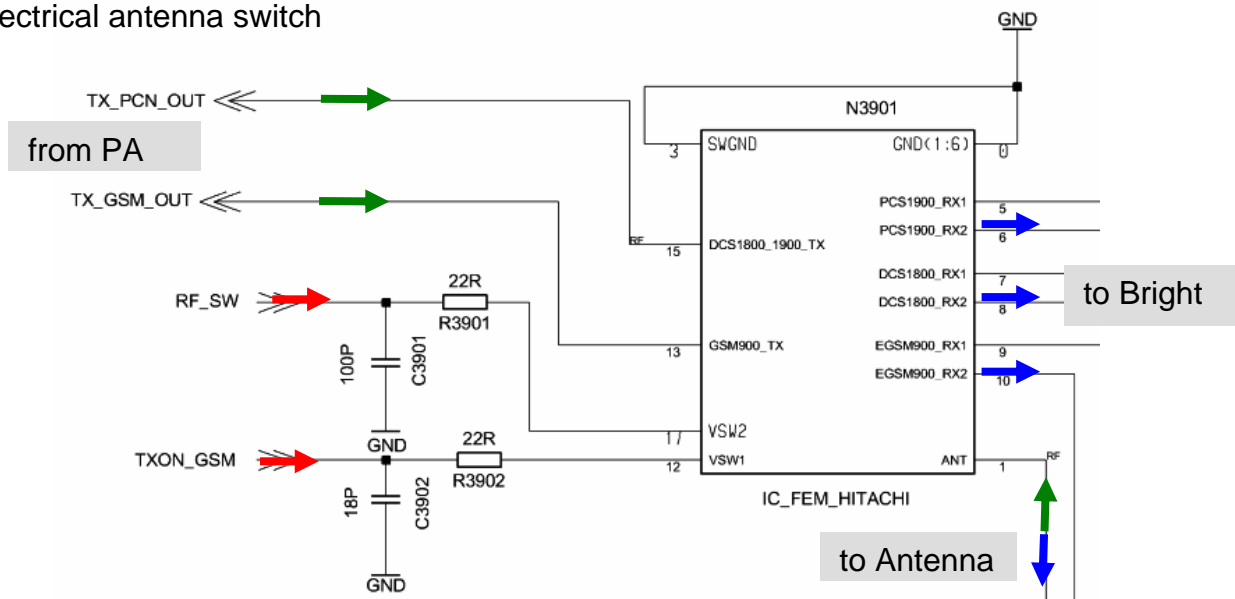 ectrical antenna switch
GND
TX_PCN_OUT
from PA
TX_GSM_OUT
RF_SW
22R
R3901
100P
C3901
GND
TXON_GSM
22R
R3902
18P
C3902
GND
N3901
3 SWGND
GND(1:6) 0
PCS1900_RX1 5
PCS1900_RX2 6
RF
15 DCS1800_1900_TX
DCS1800_RX1 7
DCS1800_RX2 8
to Bright
13 GSM900_TX
EGSM900_RX1 9
EGSM900_RX2 10
17 VSW2
12 VSW1
ANT 1
RF
IC_FEM_HITACHI
to Antenna